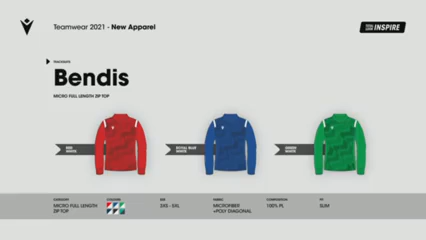 Teamwear 2021 - New Apparel
INSPIRE
TRACKSUITS
Bendis
MICRO FULL LENGTH ZIP TOP
RED
WHITE
ROYAL BLUE
WHITE
GREEN
WHITE
CATEGORY
MICRO FULL LENGTH
ZIP TOP
COLOURS
SIZE
3XS - 5XL
FABRIC
MICROFIBER
+POLY DIAGONAL
COMPOSITION
100% PL
FIT
SLIM